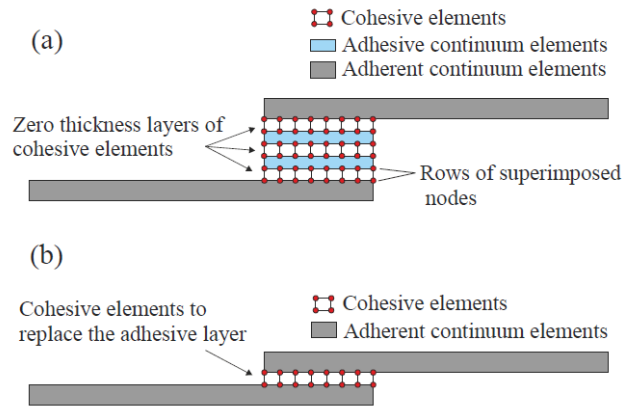 (a)
Cohesive elements
Adhesive continuum elements
Adherent continuum elements
Zero thickness layers of
cohesive elements
Rows of superimposed
nodes
(b)
Cohesive elements to
replace the adhesive layer
Cohesive elements
Adherent continuum elements